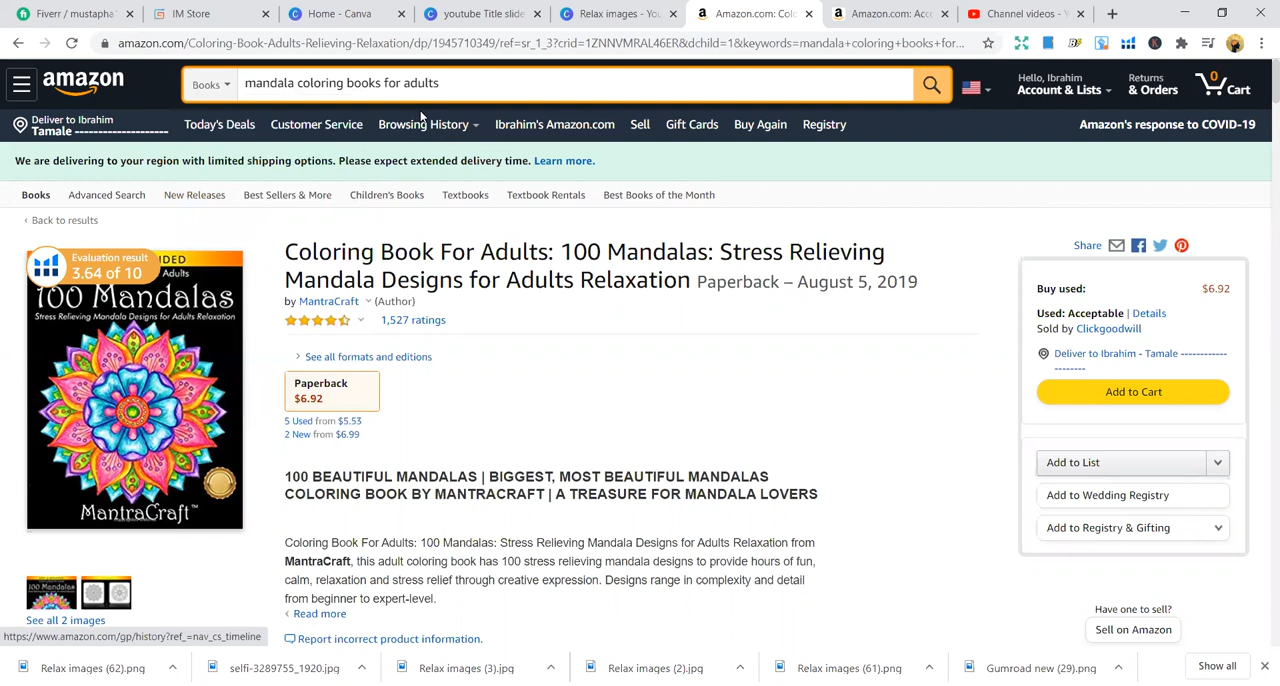 Fiverr / mustapha
IM Store
Home - Canva
youtube Title slide
Relax images - You
Amazon.com: Colo
Amazon.com: Acc
Channel videos - Y
amazon.com/Coloring-Book-Adults-Relieving-Relaxation/dp/1945710349/ref=sr_1_3?crid=1ZNNVMRAL46ER&dchild=1&keywords=mandala+coloring+books+for...
amazon
Books
mandala coloring books for adults
Hello, Ibrahim
Account & Lists
Returns
& Orders
0
Cart
Deliver to Ibrahim
Tamale --------------------
Today's Deals
Customer Service
Browsing History
Ibrahim's Amazon.com
Sell
Gift Cards
Buy Again
Registry
Amazon's response to COVID-19
We are delivering to your region with limited shipping options. Please expect extended delivery time. Learn more.
Books
Advanced Search
New Releases
Best Sellers & More
Children's Books
Textbooks
Textbook Rentals
Best Books of the Month
‹ Back to results
Evaluation result
3.64 of 10
Adults
100 Mandalas
Stress Relieving Mandala Designs for Adults Relaxation
MantraCraft™
See all 2 images
Coloring Book For Adults: 100 Mandalas: Stress Relieving
Mandala Designs for Adults Relaxation Paperback – August 5, 2019
by MantraCraft (Author)
1,527 ratings
› See all formats and editions
Paperback
$6.92
5 Used from $5.53
2 New from $6.99
100 BEAUTIFUL MANDALAS | BIGGEST, MOST BEAUTIFUL MANDALAS
COLORING BOOK BY MANTRACRAFT | A TREASURE FOR MANDALA LOVERS
Coloring Book For Adults: 100 Mandalas: Stress Relieving Mandala Designs for Adults Relaxation from
MantraCraft, this adult coloring book has 100 stress relieving mandala designs to provide hours of fun,
calm, relaxation and stress relief through creative expression. Designs range in complexity and detail
from beginner to expert-level.
‹ Read more
Report incorrect product information.
Share
Buy used:
$6.92
Used: Acceptable | Details
Sold by Clickgoodwill
Deliver to Ibrahim - Tamale ------------
--------
Add to Cart
Add to List
Add to Wedding Registry
Add to Registry & Gifting
Have one to sell?
Sell on Amazon
https://www.amazon.com/gp/history?ref_=nav_cs_timeline
Relax images (62).png
selfi-3289755_1920.jpg
Relax images (3).jpg
Relax images (2).jpg
Relax images (61).png
Gumroad new (29).png
Show all